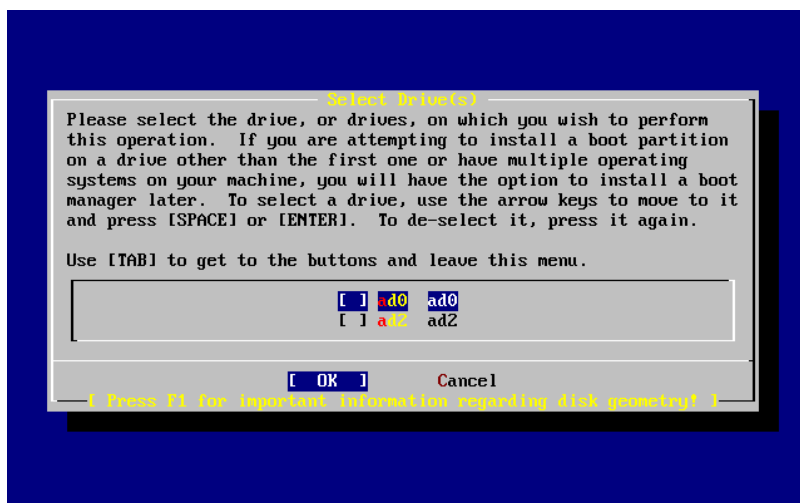 Select Drive(s)
Please select the drive, or drives, on which you wish to perform
this operation.  If you are attempting to install a boot partition
on a drive other than the first one or have multiple operating
systems on your machine, you will have the option to install a boot
manager later.  To select a drive, use the arrow keys to move to it
and press [SPACE] or [ENTER].  To de-select it, press it again.
Use [TAB] to get to the buttons and leave this menu.
[ ] ad0  ad0
[ ] ad2  ad2
[  OK  ]       Cancel
[ Press F1 for important information regarding disk geometry! ]